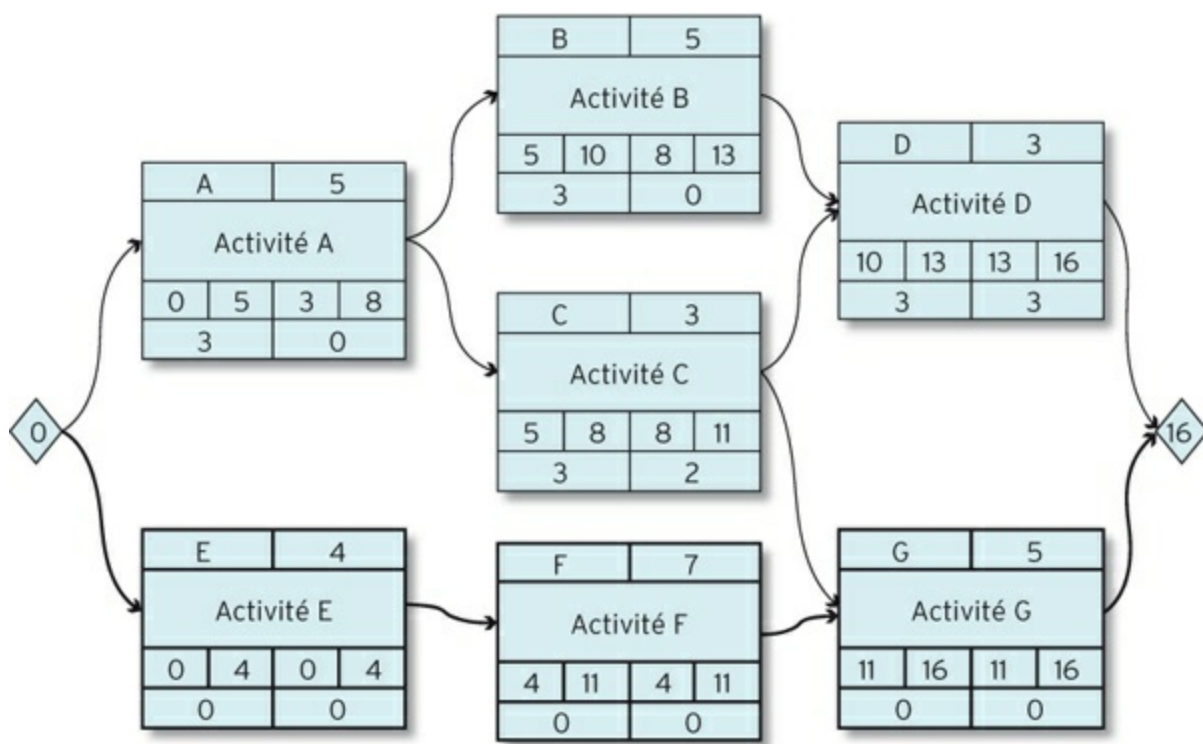 0
A 5
Activité A
0 5 3 8
3 0
B 5
Activité B
5 10 8 13
3 0
C 3
Activité C
5 8 8 11
3 2
D 3
Activité D
10 13 13 16
3 3
E 4
Activité E
0 4 0 4
0 0
F 7
Activité F
4 11 4 11
0 0
G 5
Activité G
11 16 11 16
0 0
16